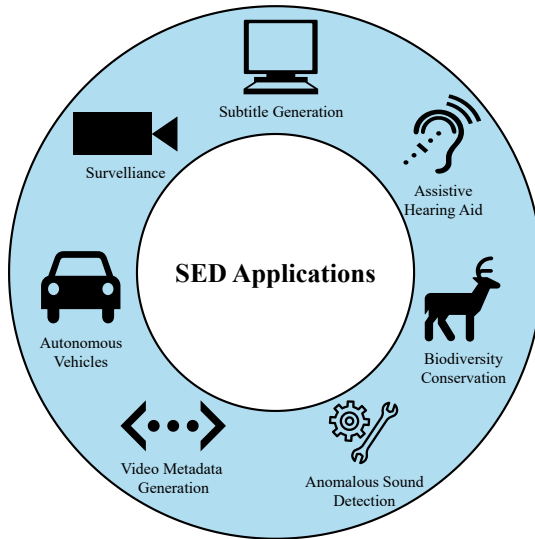 Subtitle Generation
Survelliance
Assistive
Hearing Aid
SED Applications
Autonomous
Vehicles
Biodiversity
Conservation
Video Metadata
Generation
Anomalous Sound
Detection